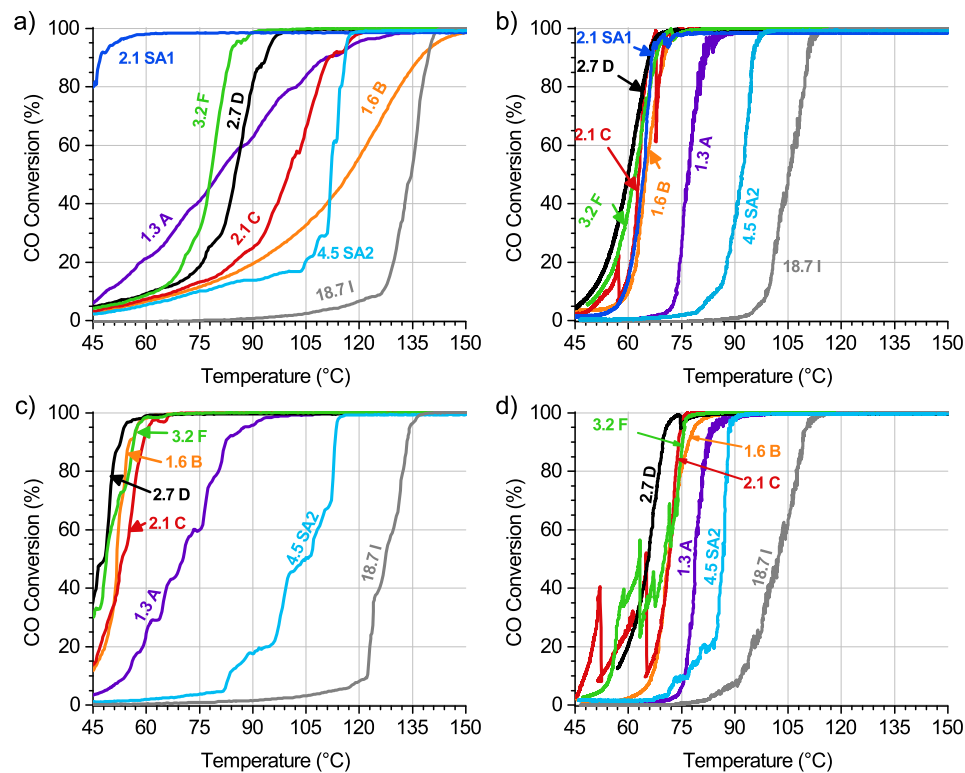 a)
CO Conversion (%)
100
80
60
40
20
0
2.1 SA1
3.2 F
2.7 D
1.6 B
1.3 A
2.1 C
4.5 SA2
18.7 I
45 60 75 90 105 120 135 150
Temperature (°C)
b)
CO Conversion (%)
100
80
60
40
20
0
2.1 SA1
2.7 D
2.1 C
1.3 A
3.2 F
1.6 B
4.5 SA2
18.7 I
45 60 75 90 105 120 135 150
Temperature (°C)
c)
CO Conversion (%)
100
80
60
40
20
0
3.2 F
1.6 B
2.7 D
2.1 C
1.3 A
4.5 SA2
18.7 I
45 60 75 90 105 120 135 150
Temperature (°C)
d)
CO Conversion (%)
100
80
60
40
20
0
3.2 F
1.6 B
2.7 D
2.1 C
1.3 A
4.5 SA2
18.7 I
45 60 75 90 105 120 135 150
Temperature (°C)